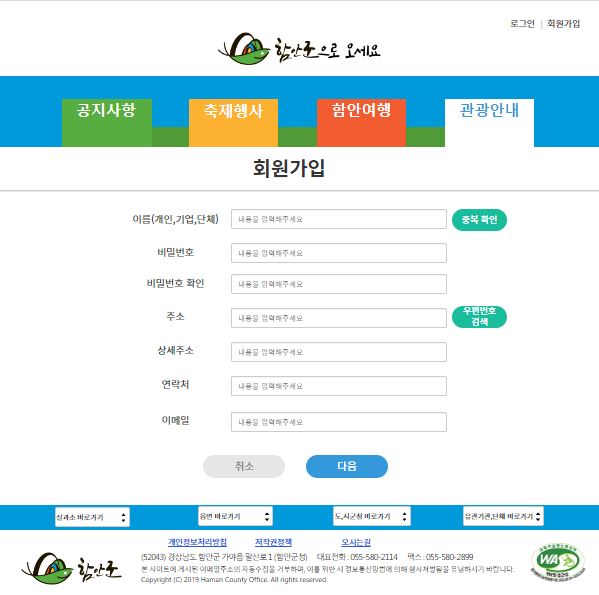 로그인 | 회원가입
함안군으로 오세요
공지사항 축제행사 함안여행 관광안내
회원가입
이름(개인,기업,단체) 내용을 입력해주세요 중복 확인
비밀번호 내용을 입력해주세요
비밀번호 확인 내용을 입력해주세요
주소 내용을 입력해주세요 우편번호
검색
상세주소 내용을 입력해주세요
연락처 내용을 입력해주세요
이메일 내용을 입력해주세요
취소 다음
실과소 바로가기 읍면 바로가기 도,시군청 바로가기 유관기관,단체 바로가기
개인정보처리방침 저작권정책 오시는길
함안군
(52043) 경상남도 함안군 가야읍 말산로 1 (함안군청) 대표전화 : 055-580-2114 팩스 : 055-580-2899
본 사이트에 게시된 이메일주소의 자동수집을 거부하며, 이를 위반 시 정보통신망법에 의해 형사처벌됨을 유념하시기 바랍니다.
Copyright (C) 2019 Haman County Office. All rights reserved.
WA